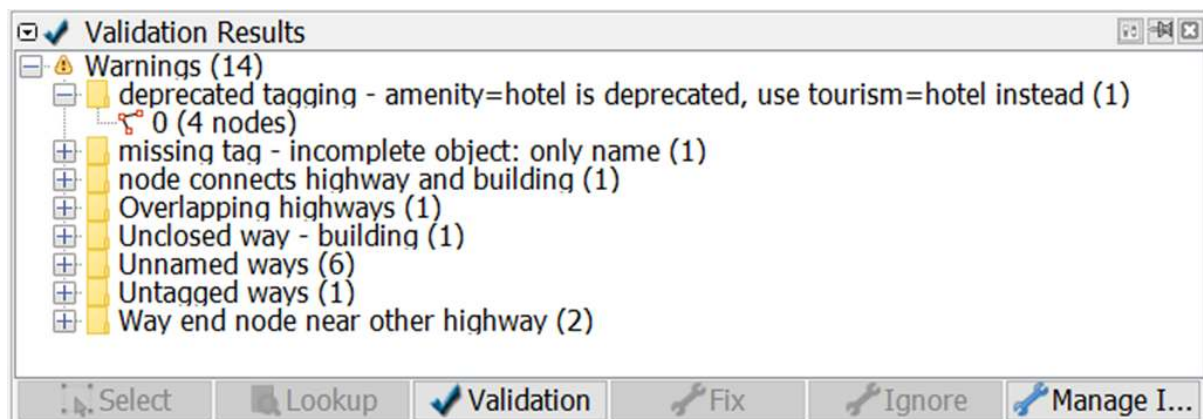 Validation Results
Warnings (14)
deprecated tagging - amenity=hotel is deprecated, use tourism=hotel instead (1)
0 (4 nodes)
missing tag - incomplete object: only name (1)
node connects highway and building (1)
Overlapping highways (1)
Unclosed way - building (1)
Unnamed ways (6)
Untagged ways (1)
Way end node near other highway (2)
Select Lookup Validation Fix Ignore Manage I...